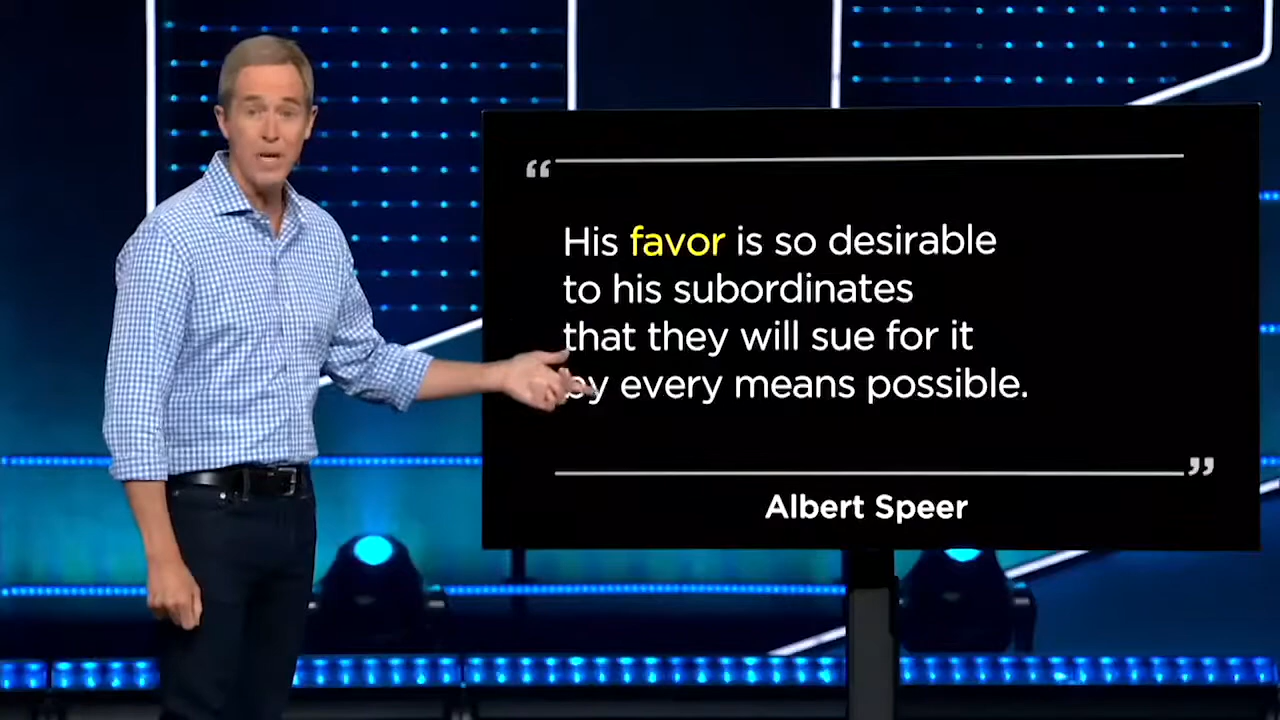 “
His favor is so desirable
to his subordinates
that they will sue for it
by every means possible.
”
Albert Speer